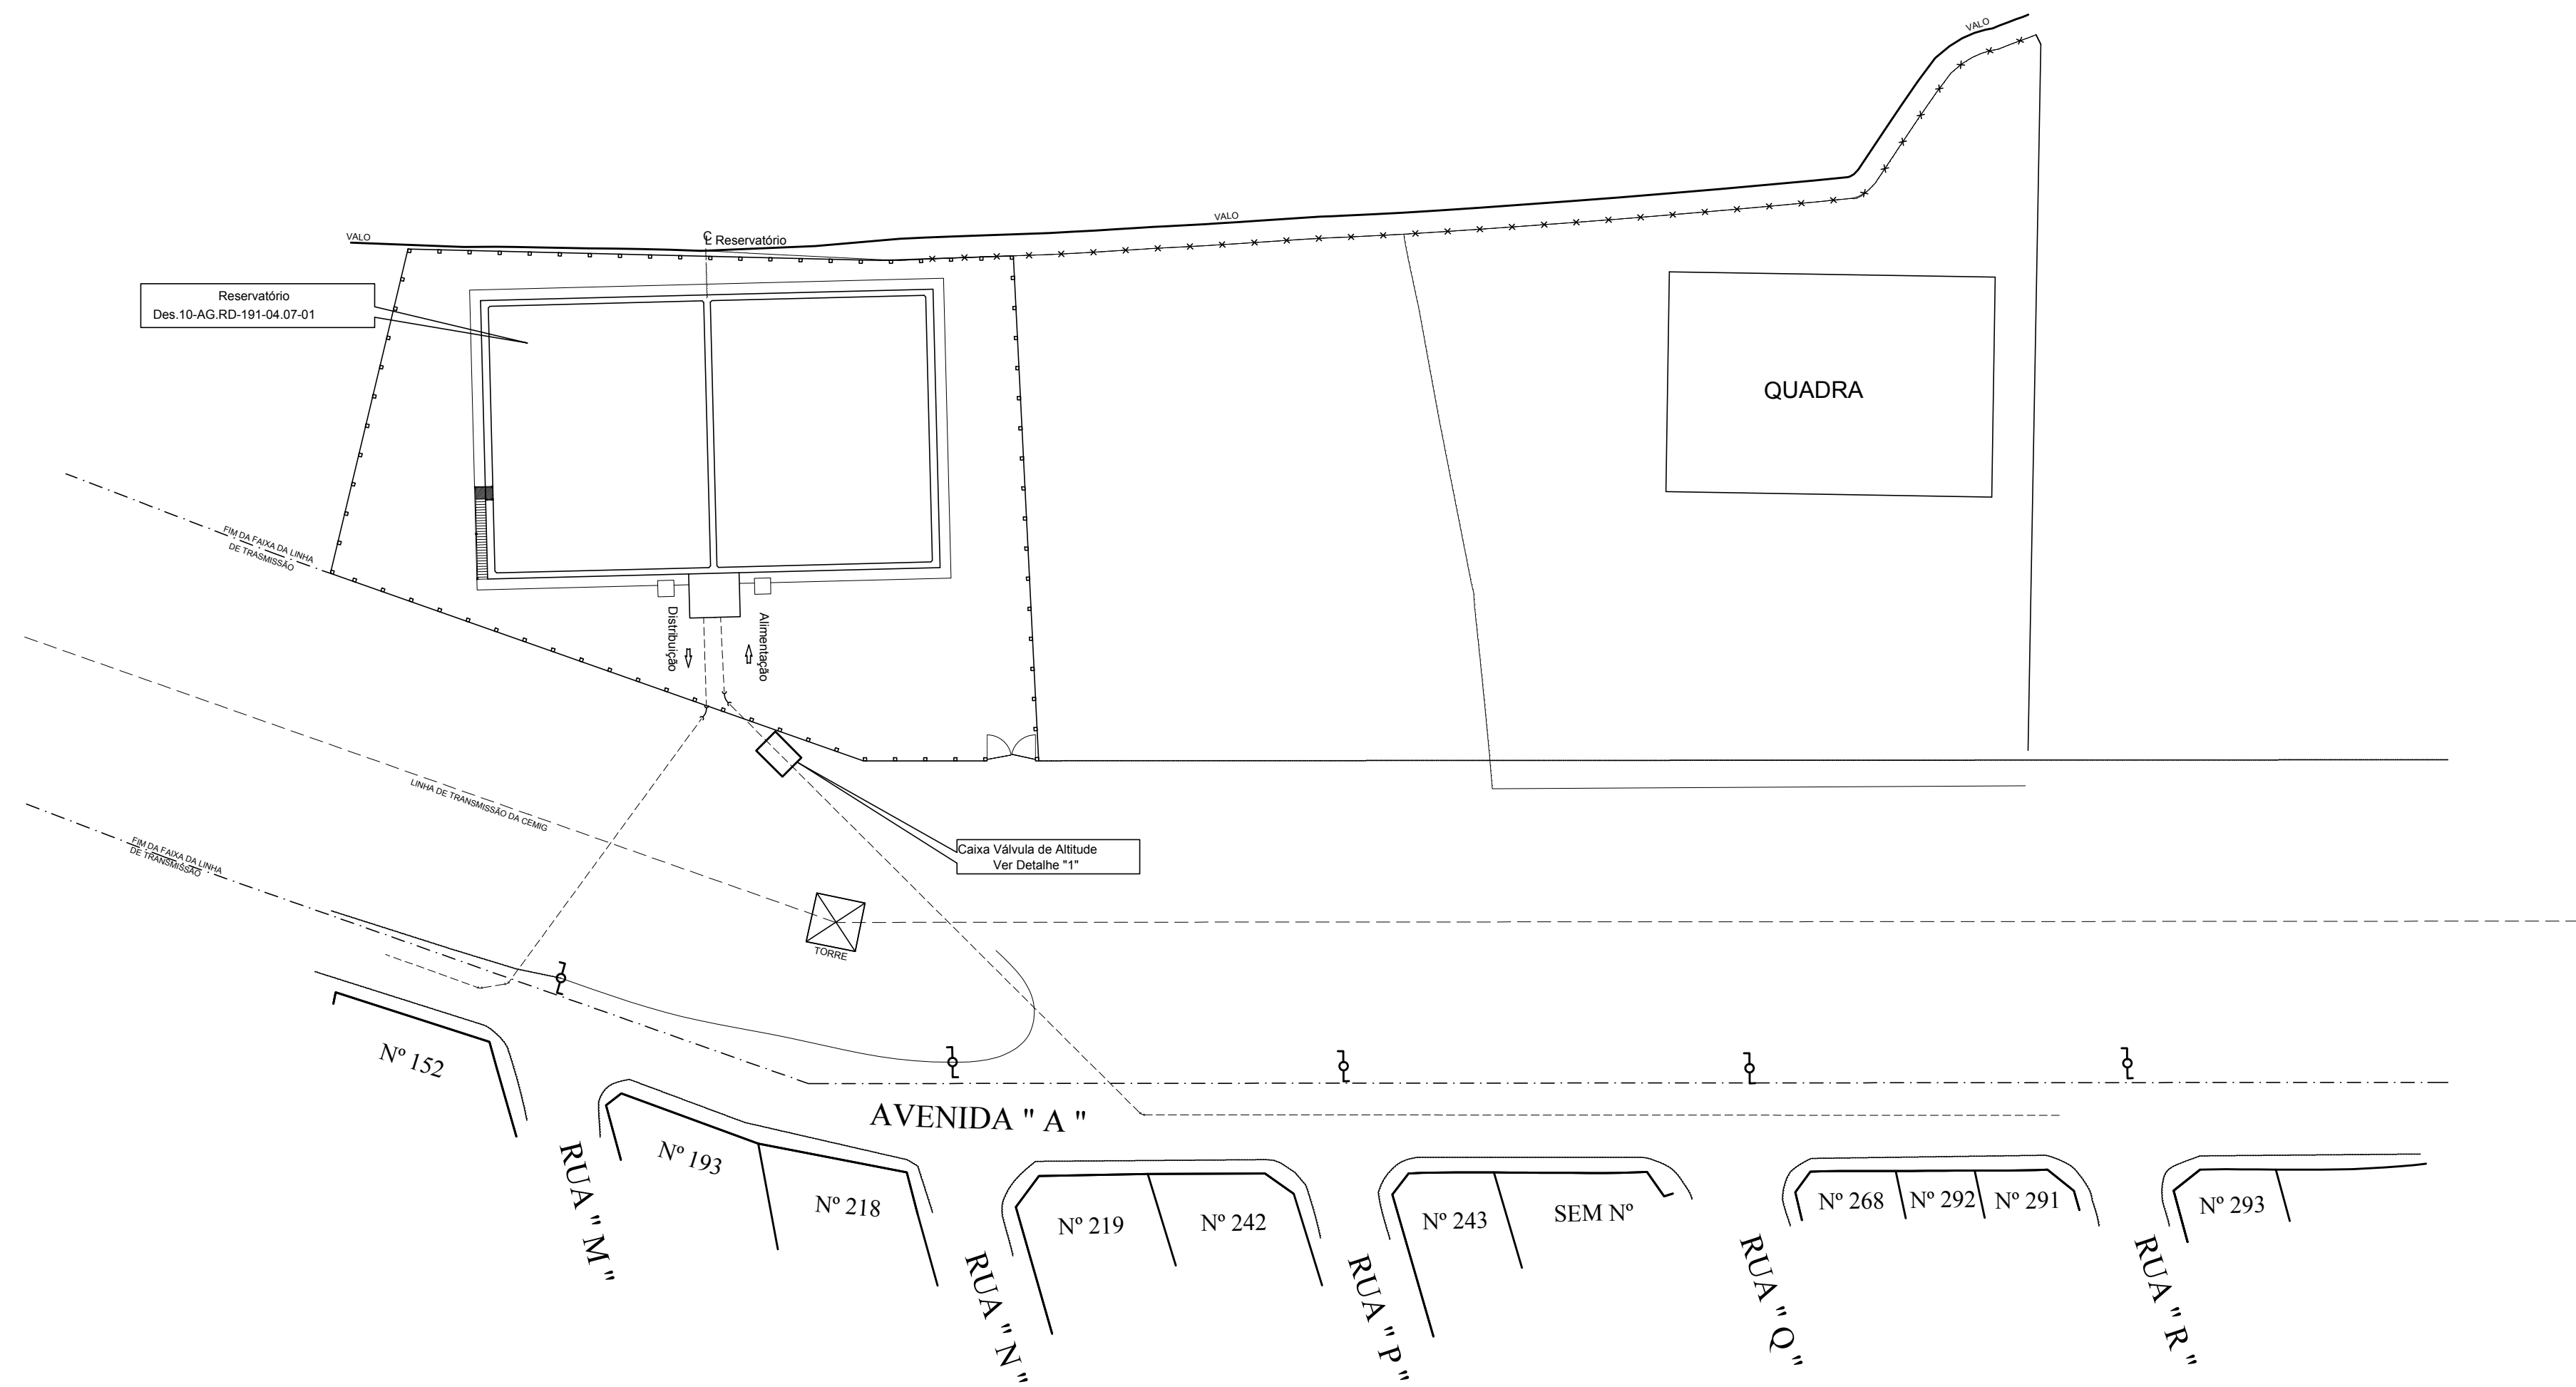 VALO
VALO
VALO
℄ Reservatório
Reservatório
Des.10-AG.RD-191-04.07-01
QUADRA
FIM DA FAIXA DA LINHA
DE TRASMISSÃO
Distribuição
Alimentação
LINHA DE TRANSMISSÃO DA CEMIG
FIM DA FAIXA DA LINHA
DE TRANSMISSÃO
Caixa Válvula de Altitude
Ver Detalhe "1"
TORRE
AVENIDA " A "
Nº 152
Nº 193
Nº 218
Nº 219
Nº 242
Nº 243
SEM Nº
Nº 268
Nº 292
Nº 291
Nº 293
RUA " M "
RUA " N "
RUA " P "
RUA " Q "
RUA " R "